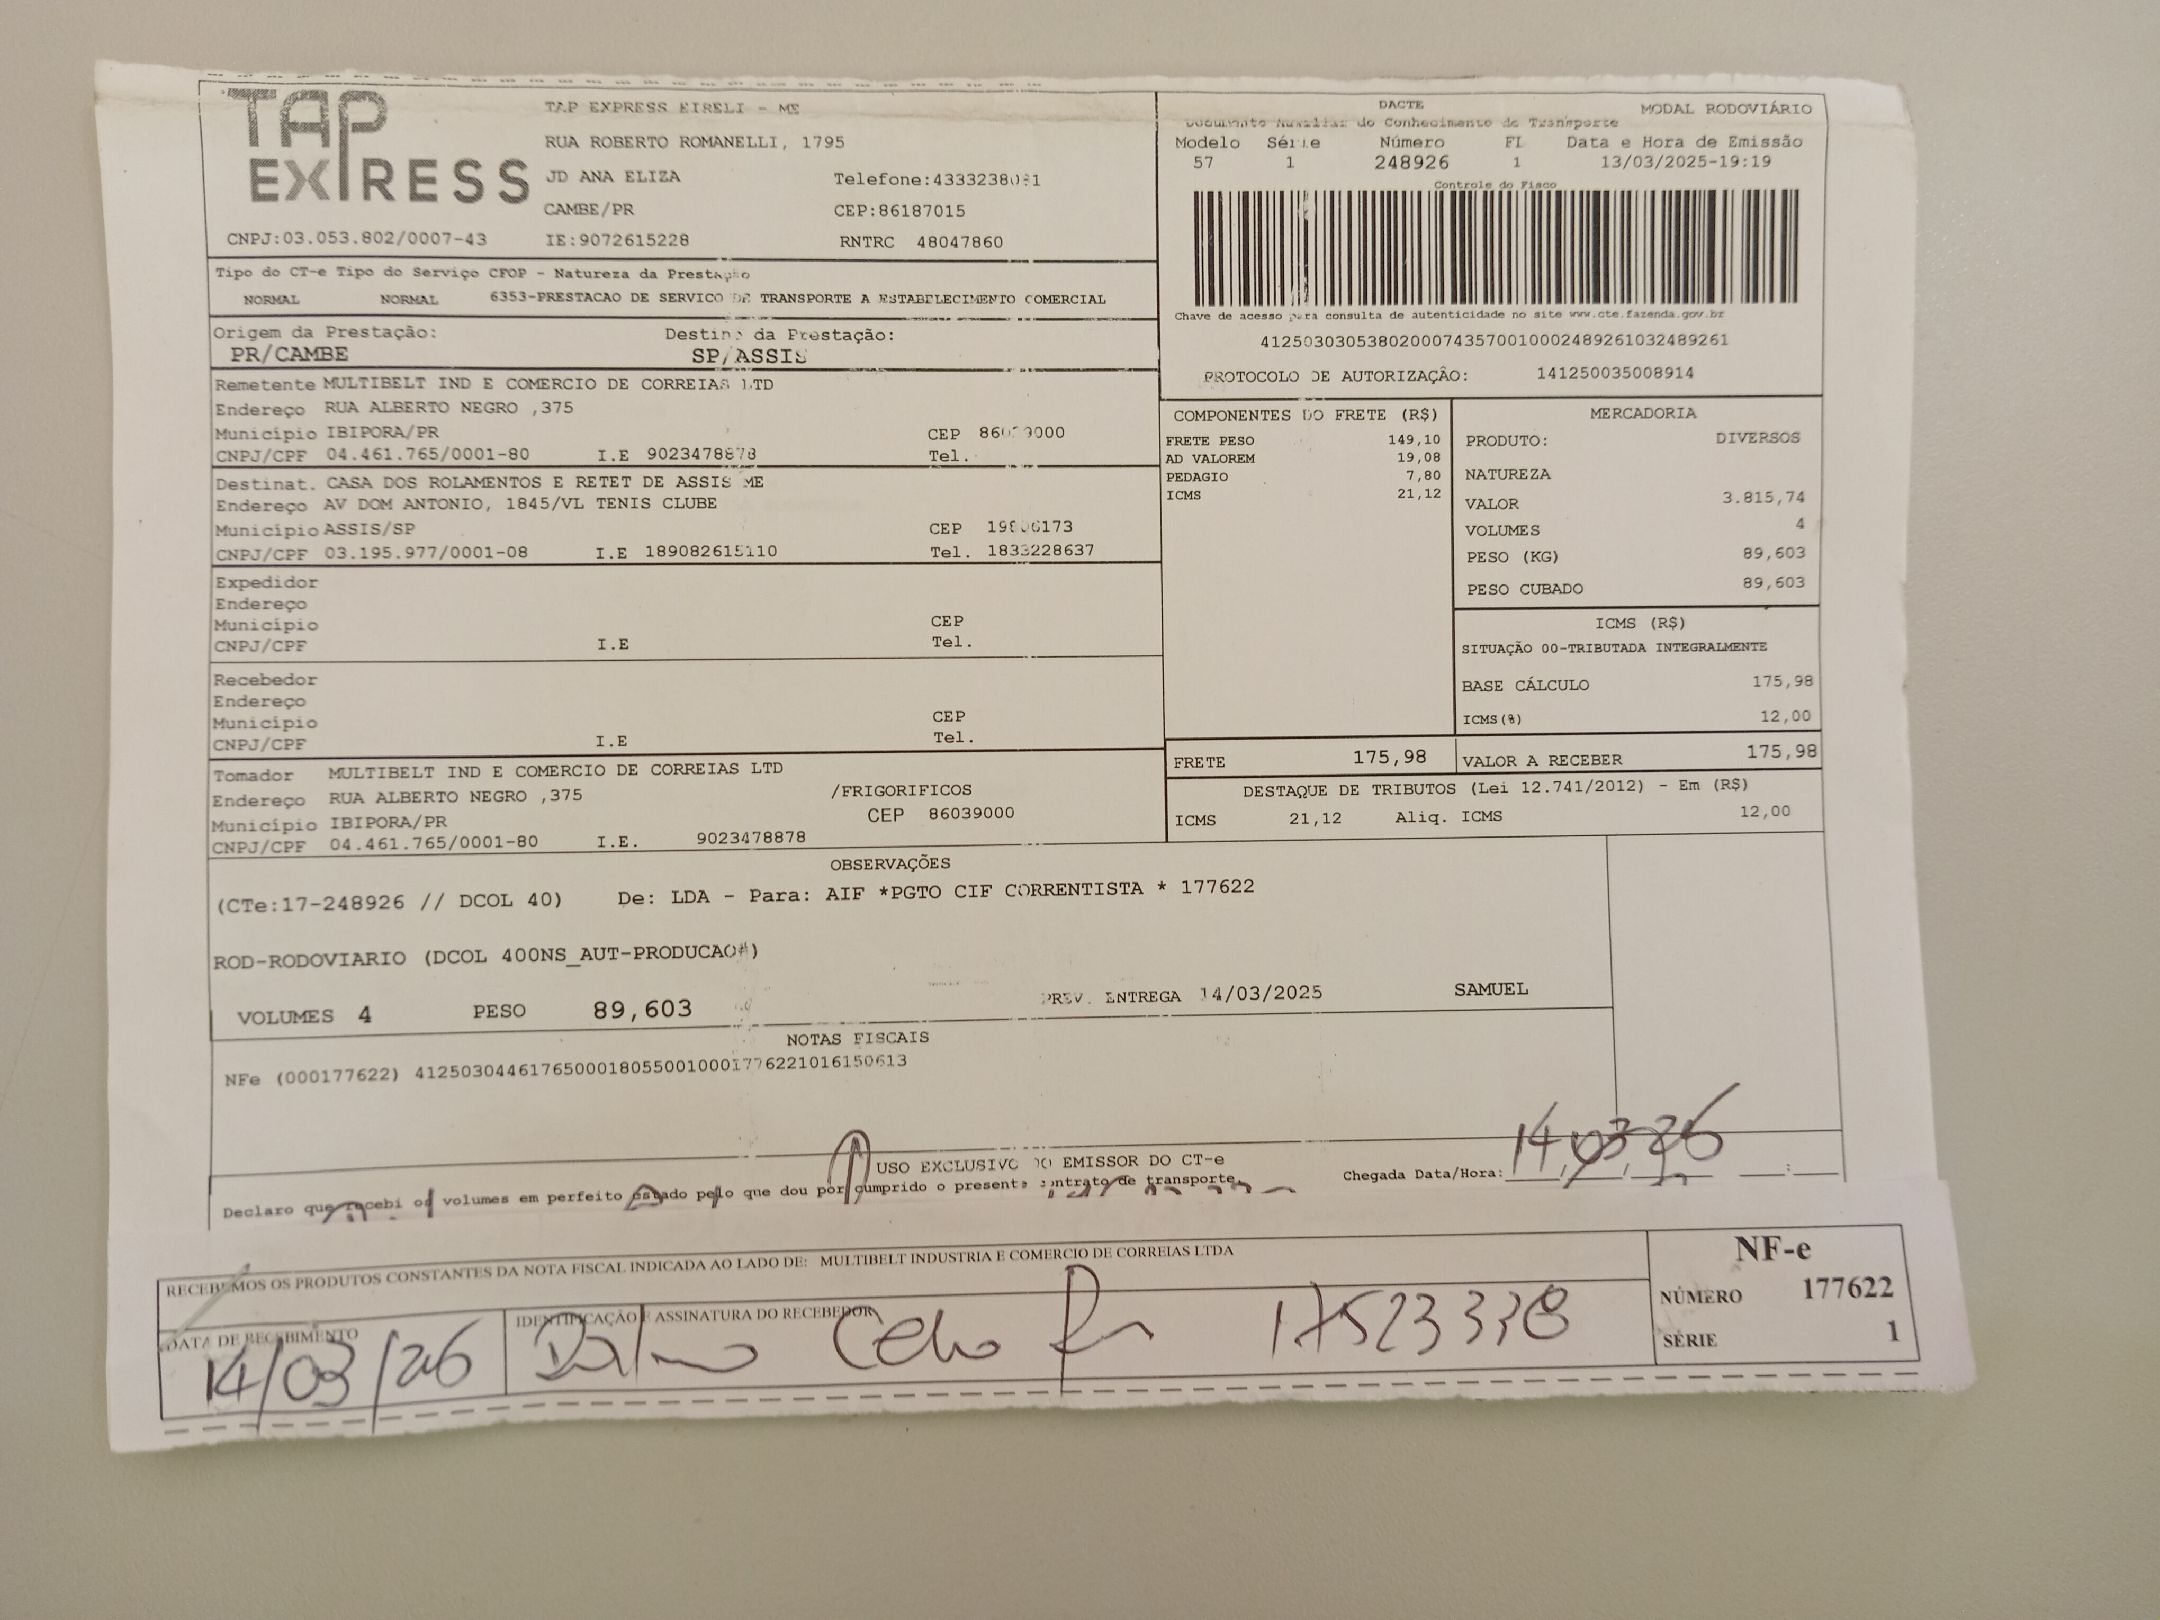 TAP
EXPRESS
TAP EXPRESS EIRELI - ME
RUA ROBERTO ROMANELLI, 1795
JD ANA ELIZA Telefone:4333238081
CAMBE/PR CEP:86187015
CNPJ:03.053.802/0007-43 IE:9072615228 RNTRC 48047860
DACTE MODAL RODOVIÁRIO
Documento Auxiliar do Conhecimento de Transporte
Modelo Série Número Fl Data e Hora de Emissão
57 1 248926 1 13/03/2025-19:19
Controle do Fisco
Chave de acesso para consulta de autenticidade no site www.cte.fazenda.gov.br
41250303053802000743570010002489261032489261
PROTOCOLO DE AUTORIZAÇÃO: 141250035008914
Tipo do CT-e Tipo do Serviço CFOP - Natureza da Prestação
NORMAL NORMAL 6353-PRESTACAO DE SERVICO DE TRANSPORTE A ESTABELECIMENTO COMERCIAL
Origem da Prestação: Destino da Prestação:
PR/CAMBE SP/ASSIS
Remetente MULTIBELT IND E COMERCIO DE CORREIAS LTD
Endereço RUA ALBERTO NEGRO ,375
Município IBIPORA/PR CEP 86039000
CNPJ/CPF 04.461.765/0001-80 I.E 9023478878 Tel.
Destinat. CASA DOS ROLAMENTOS E RETET DE ASSIS ME
Endereço AV DOM ANTONIO, 1845/VL TENIS CLUBE
Município ASSIS/SP CEP 19806173
CNPJ/CPF 03.195.977/0001-08 I.E 189082615110 Tel. 1833228637
Expedidor
Endereço
Município CEP
CNPJ/CPF I.E Tel.
Recebedor
Endereço
Município CEP
CNPJ/CPF I.E Tel.
Tomador MULTIBELT IND E COMERCIO DE CORREIAS LTD
Endereço RUA ALBERTO NEGRO ,375 /FRIGORIFICOS
Município IBIPORA/PR CEP 86039000
CNPJ/CPF 04.461.765/0001-80 I.E. 9023478878
COMPONENTES DO FRETE (R$)
FRETE PESO 149,10
AD VALOREM 19,08
PEDAGIO 7,80
ICMS 21,12
MERCADORIA
PRODUTO: DIVERSOS
NATUREZA
VALOR 3.815,74
VOLUMES 4
PESO (KG) 89,603
PESO CUBADO 89,603
ICMS (R$)
SITUAÇÃO 00-TRIBUTADA INTEGRALMENTE
BASE CÁLCULO 175,98
ICMS(%) 12,00
FRETE 175,98 VALOR A RECEBER 175,98
DESTAQUE DE TRIBUTOS (Lei 12.741/2012) - Em (R$)
ICMS 21,12 Aliq. ICMS 12,00
OBSERVAÇÕES
(CTe:17-248926 // DCOL 40) De: LDA - Para: AIF *PGTO CIF CORRENTISTA * 177622
ROD-RODOVIARIO (DCOL 400NS_AUT-PRODUCAO#)
VOLUMES 4 PESO 89,603 PREV. ENTREGA 14/03/2025 SAMUEL
NOTAS FISCAIS
NFe (000177622) 41250304461765000180550010001776221016150613
USO EXCLUSIVO DO EMISSOR DO CT-e
Declaro que recebi os volumes em perfeito estado pelo que dou por cumprido o presente contrato de transporte.
Chegada Data/Hora: 14,03,26 :
RECEBEMOS OS PRODUTOS CONSTANTES DA NOTA FISCAL INDICADA AO LADO DE: MULTIBELT INDUSTRIA E COMERCIO DE CORREIAS LTDA
DATA DE RECEBIMENTO IDENTIFICAÇÃO E ASSINATURA DO RECEBEDOR
14/03/26
NF-e
NÚMERO 177622
SÉRIE 1